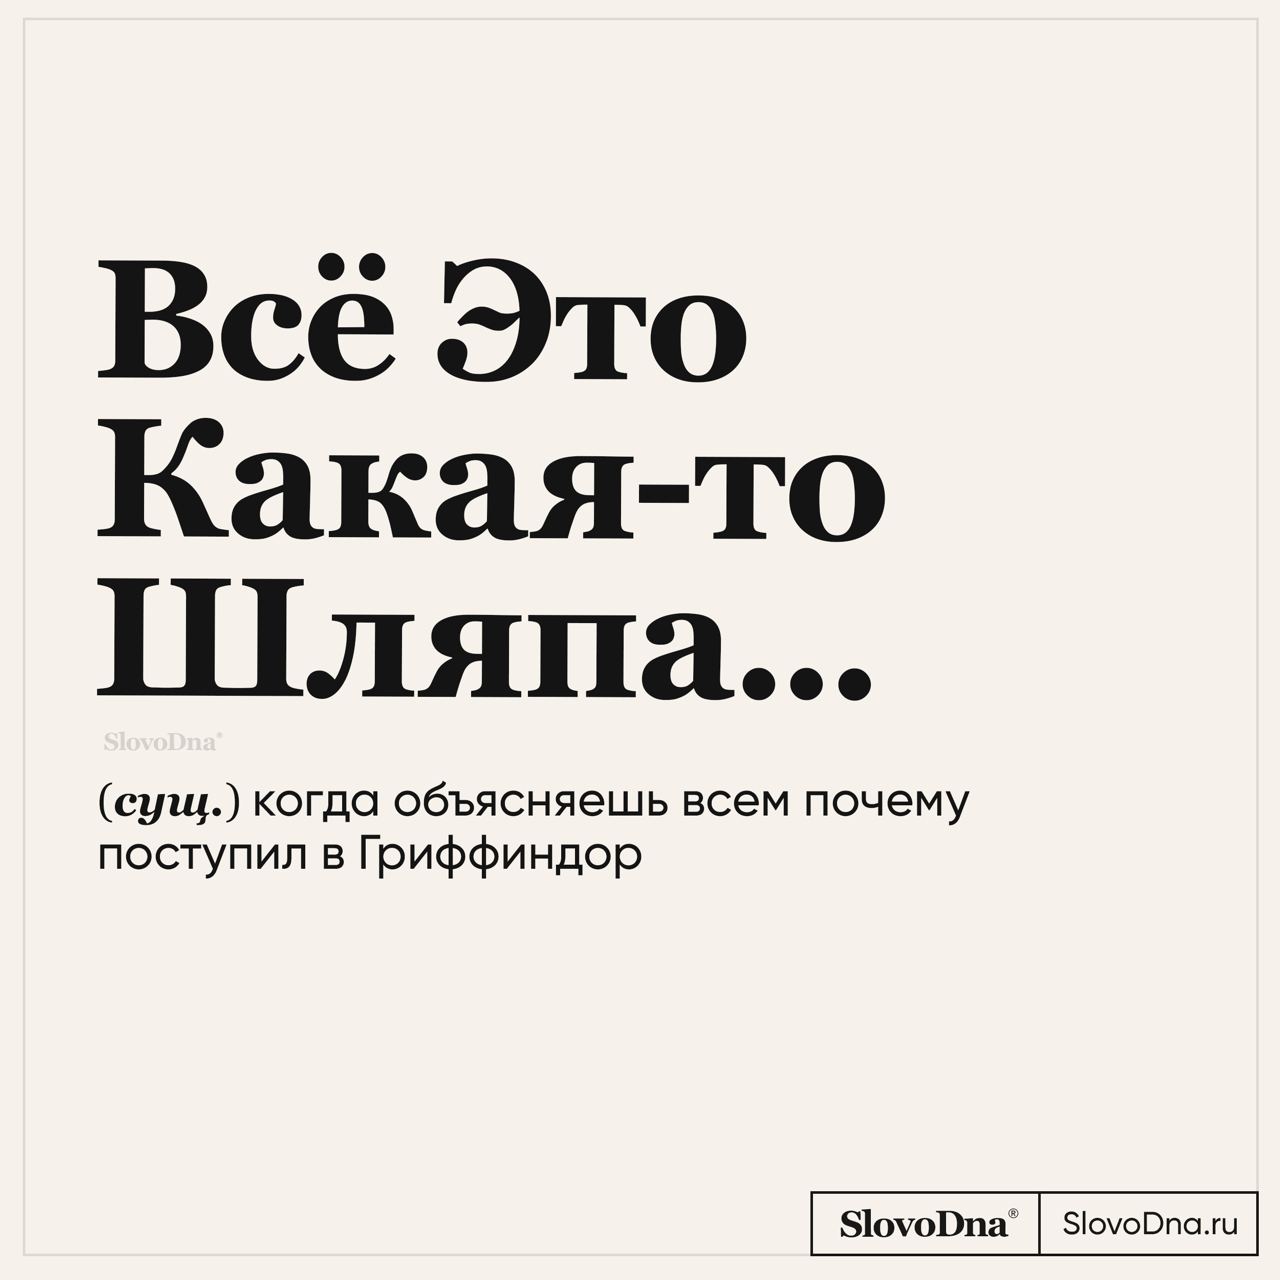 Всё Это
Какая-то
Шляпа...
SlovoDna®
(сущ.) когда объясняешь всем почему
поступил в Гриффиндор
SlovoDna® SlovoDna.ru